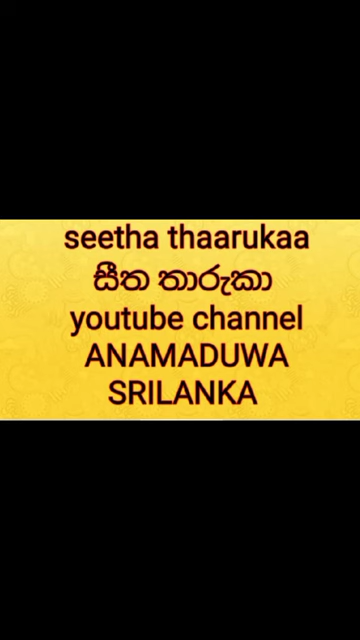 seetha thaarukaa
සීත තාරුකා
youtube channel
ANAMADUWA
SRILANKA